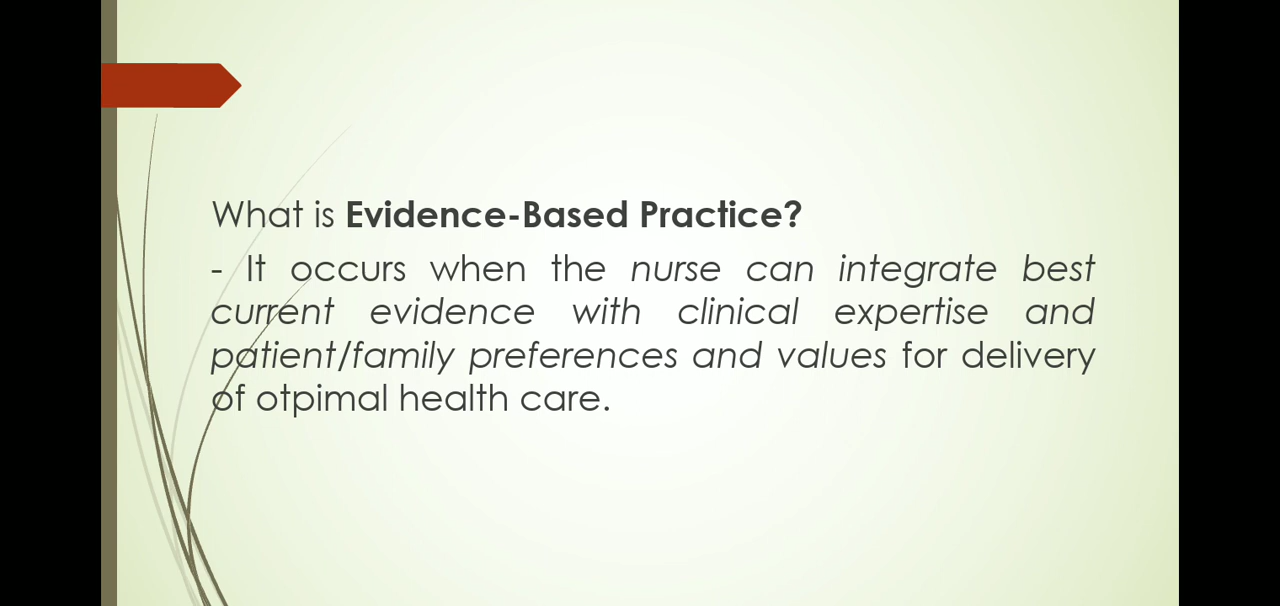 What is Evidence-Based Practice?
- It occurs when the nurse can integrate best
current evidence with clinical expertise and
patient/family preferences and values for delivery
of otpimal health care.